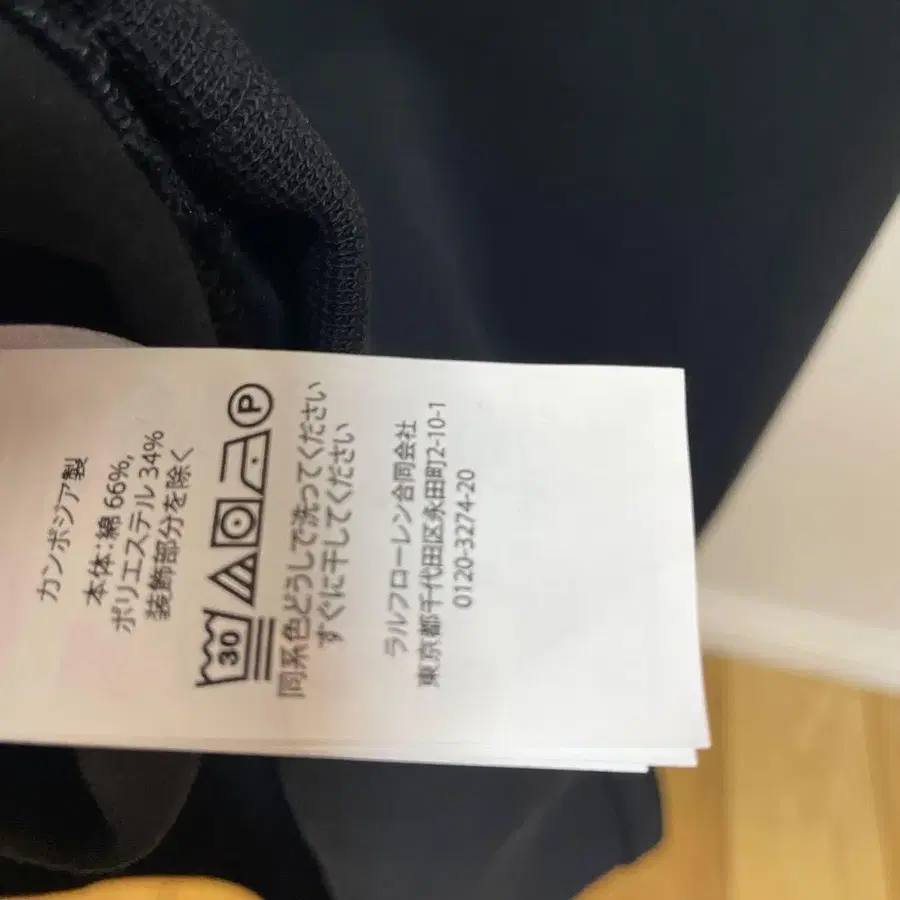 カンボジア製
本体：綿 66%,
ポリエステル 34%
装飾部分を除く
30 P
同系色どうしで洗ってください
すぐに干してください
ラルフローレン合同会社
東京都千代田区永田町2-10-1
0120-3274-20